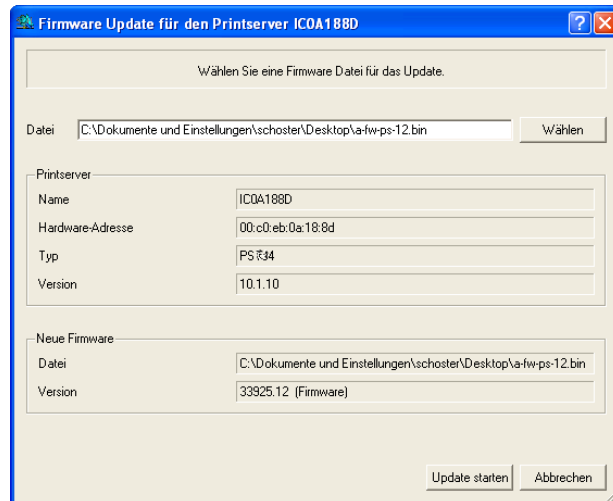 Firmware Update für den Printserver IC0A188D
Wählen Sie eine Firmware Datei für das Update.
Datei C:\Dokumente und Einstellungen\schoster\Desktop\a-fw-ps-12.bin Wählen
Printserver
Name IC0A188D
Hardware-Adresse 00:c0:eb:0a:18:8d
Typ
Version 10.1.10
Neue Firmware
Datei C:\Dokumente und Einstellungen\schoster\Desktop\a-fw-ps-12.bin
Version 33925.12 (Firmware)
Update starten Abbrechen